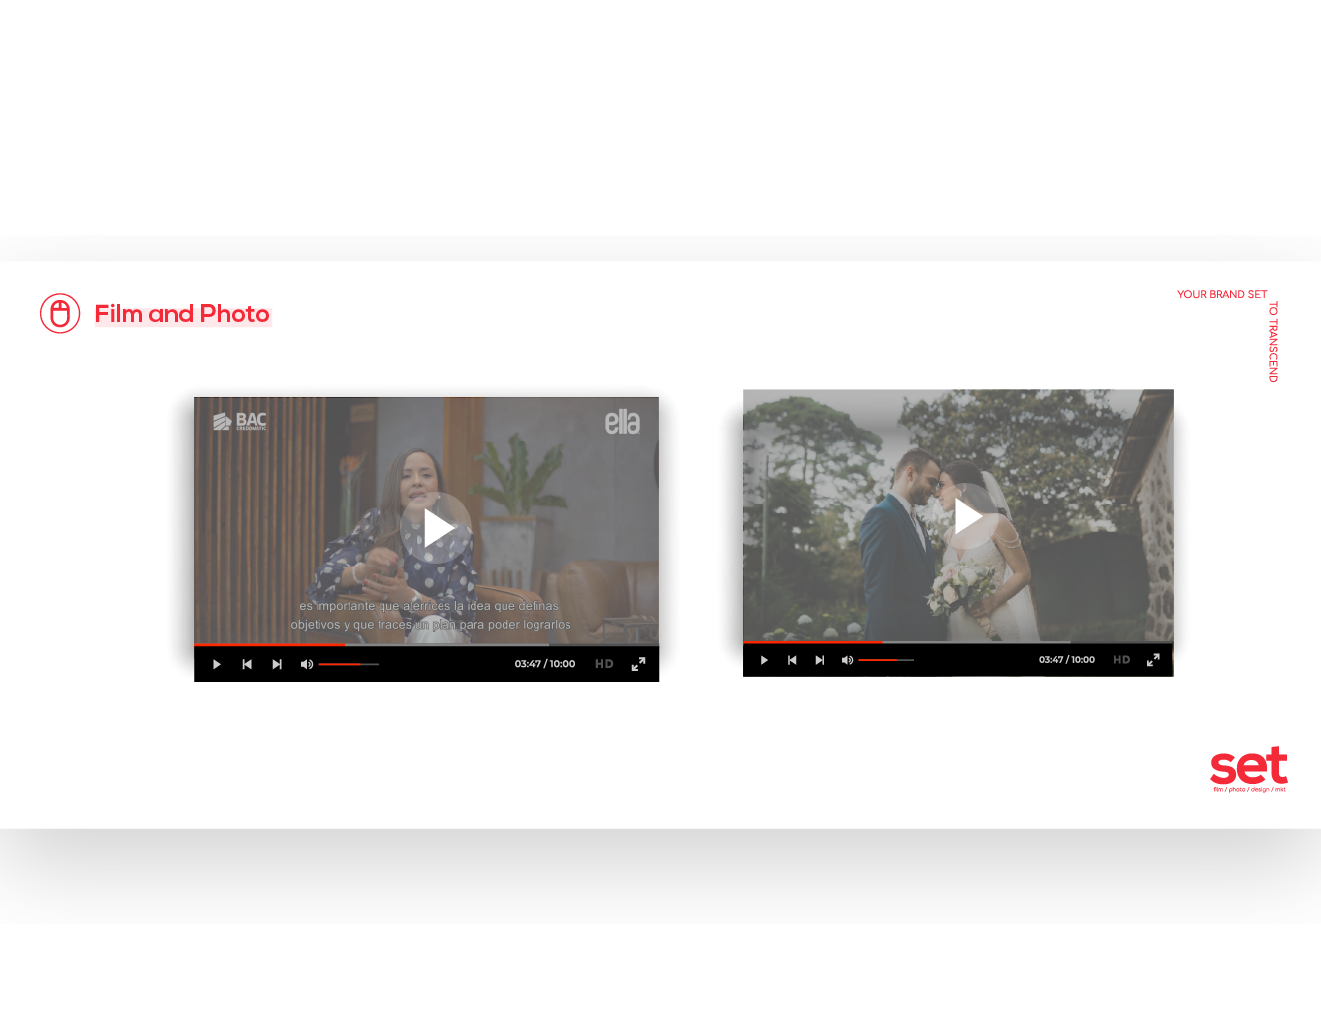 Film and Photo
YOUR BRAND SET
TO TRANSCEND
BAC
CREDOMATIC
ella
es importante que aterrices la idea que definas
objetivos y que traces un plan para poder lograrlos
03:47 / 10:00 HD
03:47 / 10:00 HD
set
film / photo / design / mkt